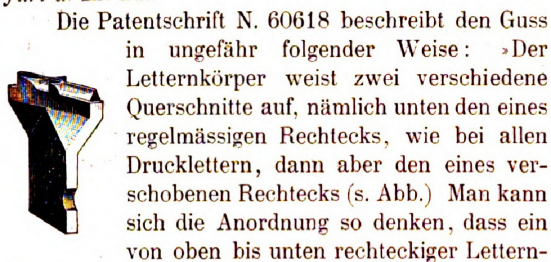 Die Patentschrift N. 60618 beschreibt den Guss
in ungefähr folgender Weise: »Der
Letternkörper weist zwei verschiedene
Querschnitte auf, nämlich unten den eines
regelmässigen Rechtecks, wie bei allen
Drucklettern, dann aber den eines ver-
schobenen Rechtecks (s. Abb.) Man kann
sich die Anordnung so denken, dass ein
von oben bis unten rechteckiger Lettern-